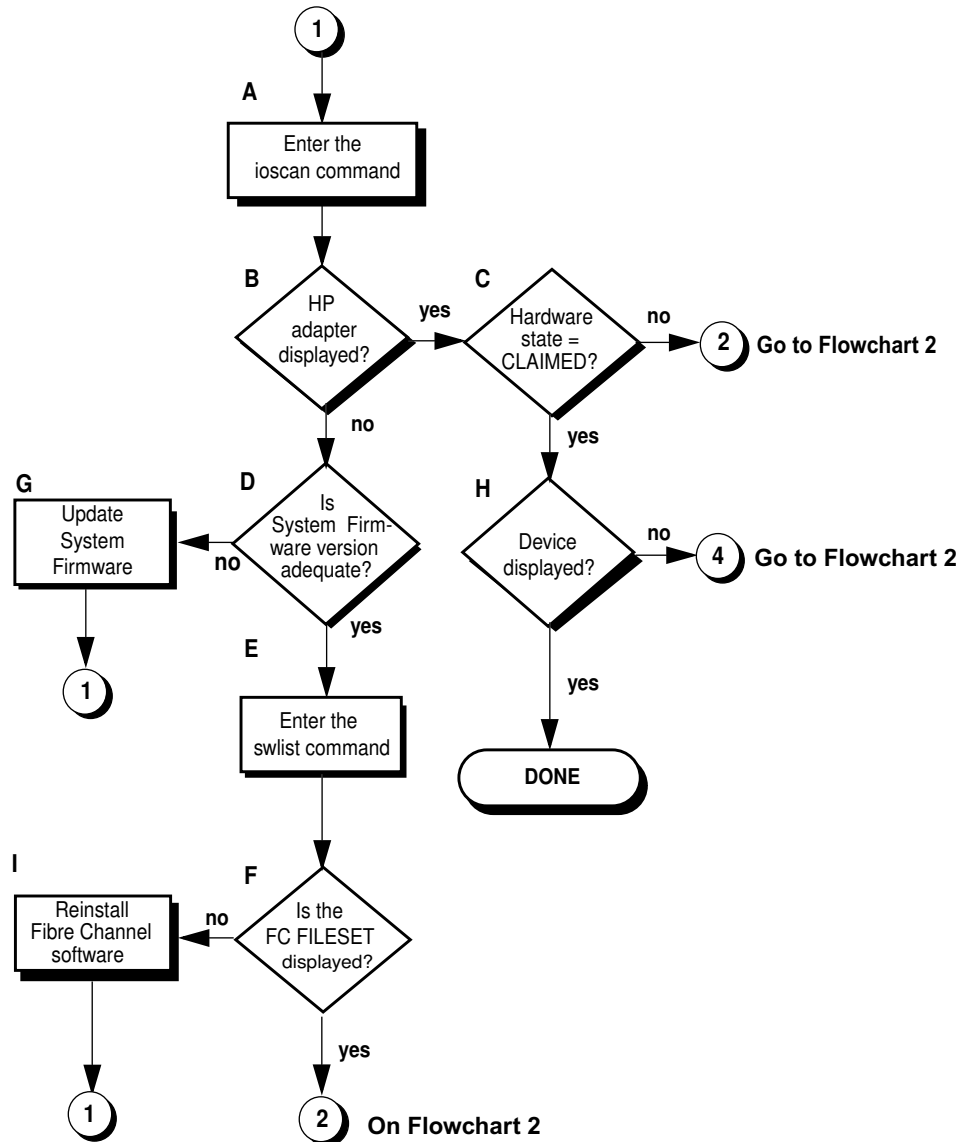 1
A
Enter the
ioscan command
B
HP
adapter
displayed?
yes
C
Hardware
state =
CLAIMED?
no
2
Go to Flowchart 2
no
yes
G
Update
System
Firmware
no
D
Is
System Firm-
ware version
adequate?
H
Device
displayed?
no
4
Go to Flowchart 2
yes
1
E
Enter the
swlist command
yes
DONE
I
Reinstall
Fibre Channel
software
no
F
Is the
FC FILESET
displayed?
yes
1
2
On Flowchart 2